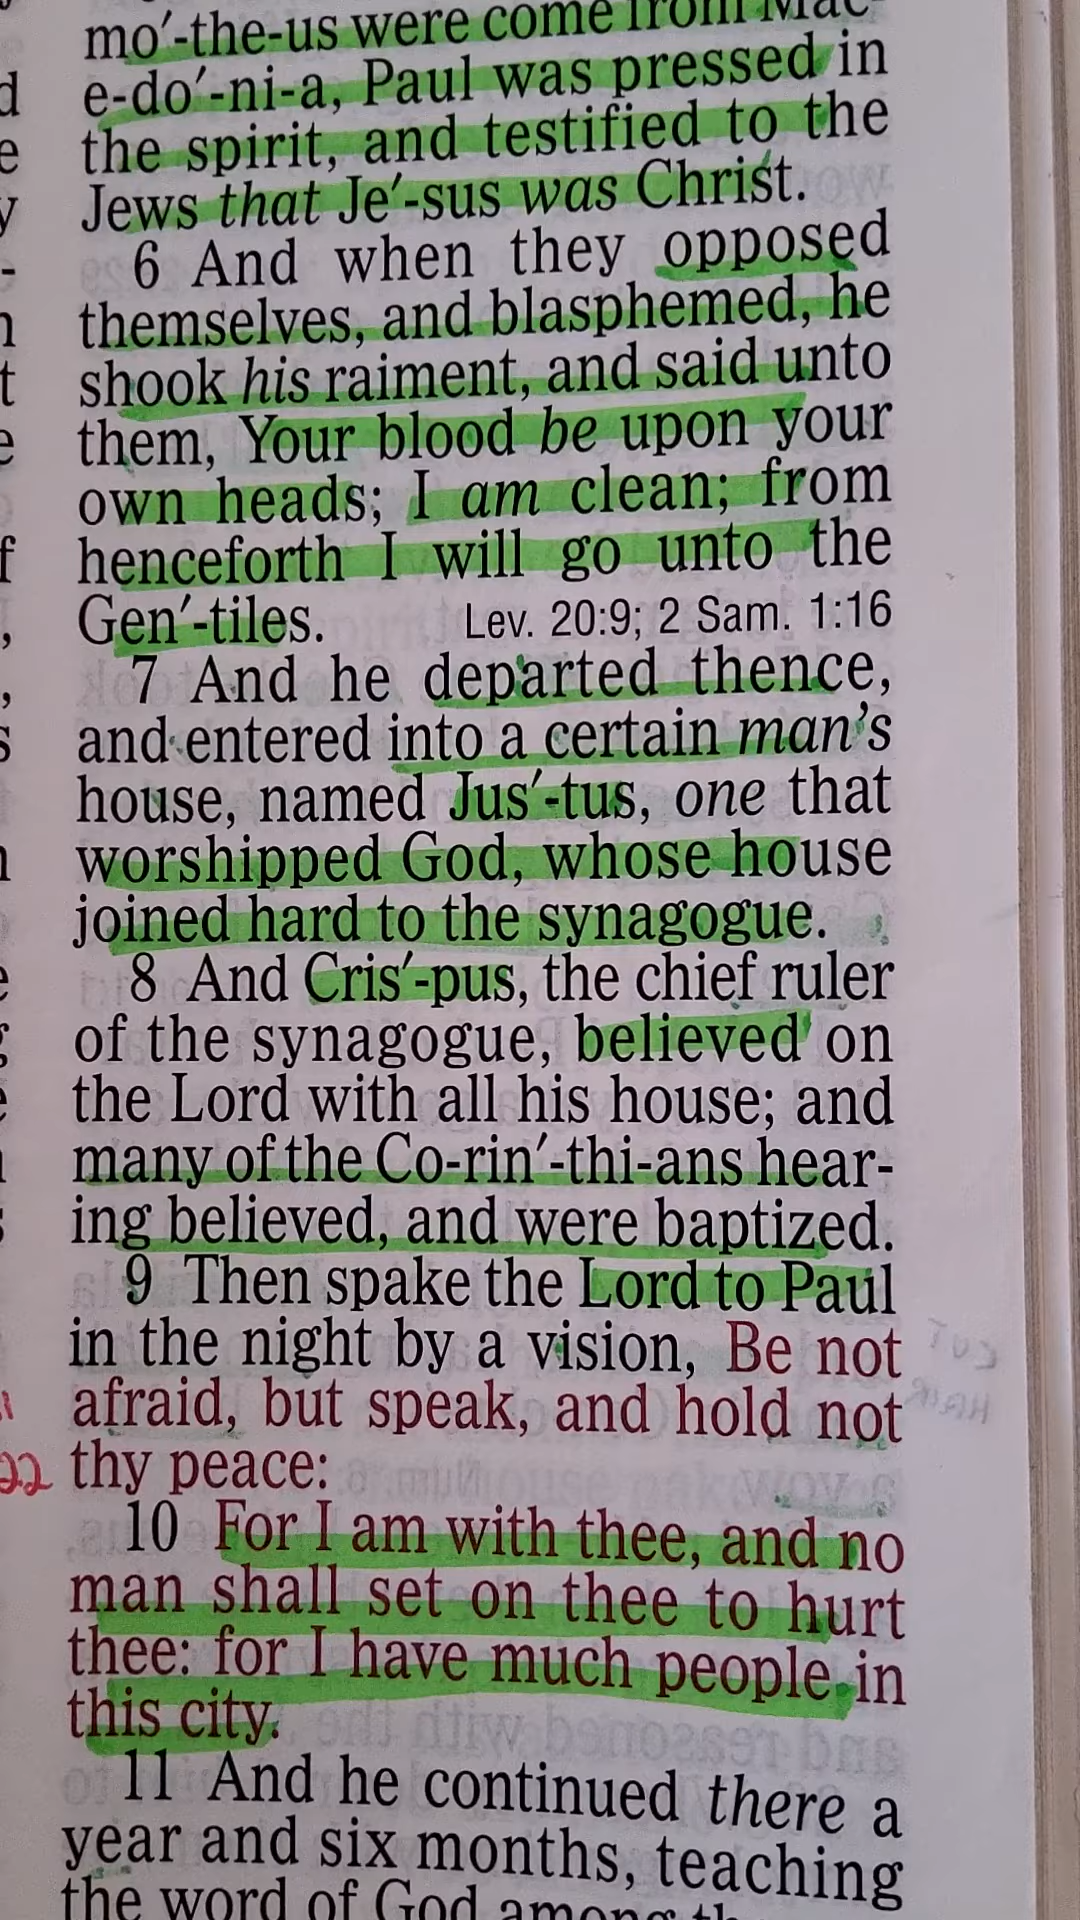 mo′-the-us were come from Mac-
e-do′-ni-a, Paul was pressed in
the spirit, and testified to the
Jews that Je′-sus was Christ.
6 And when they opposed
themselves, and blasphemed, he
shook his raiment, and said unto
them, Your blood be upon your
own heads; I am clean; from
henceforth I will go unto the
Gen′-tiles. Lev. 20:9; 2 Sam. 1:16
7 And he departed thence,
and entered into a certain man's
house, named Jus′-tus, one that
worshipped God, whose house
joined hard to the synagogue.
8 And Cris′-pus, the chief ruler
of the synagogue, believed on
the Lord with all his house; and
many of the Co-rin′-thi-ans hear-
ing believed, and were baptized.
9 Then spake the Lord to Paul
in the night by a vision, Be not
afraid, but speak, and hold not
thy peace:
10 For I am with thee, and no
man shall set on thee to hurt
thee: for I have much people in
this city.
11 And he continued there a
year and six months, teaching
the word of God among
22